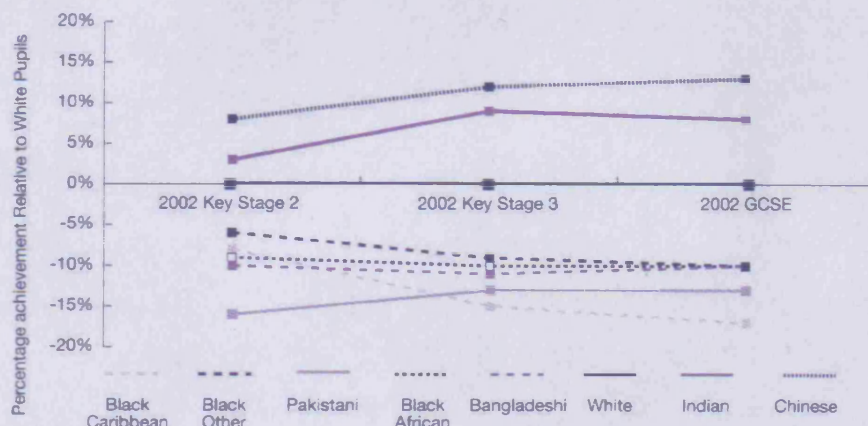 Percentage achievement Relative to White Pupils
20%
15%
10%
5%
0%
-5%
-10%
-15%
-20%
2002 Key Stage 2
2002 Key Stage 3
2002 GCSE
Black Caribbean
Black Other
Pakistani
Black African
Bangladeshi
White
Indian
Chinese